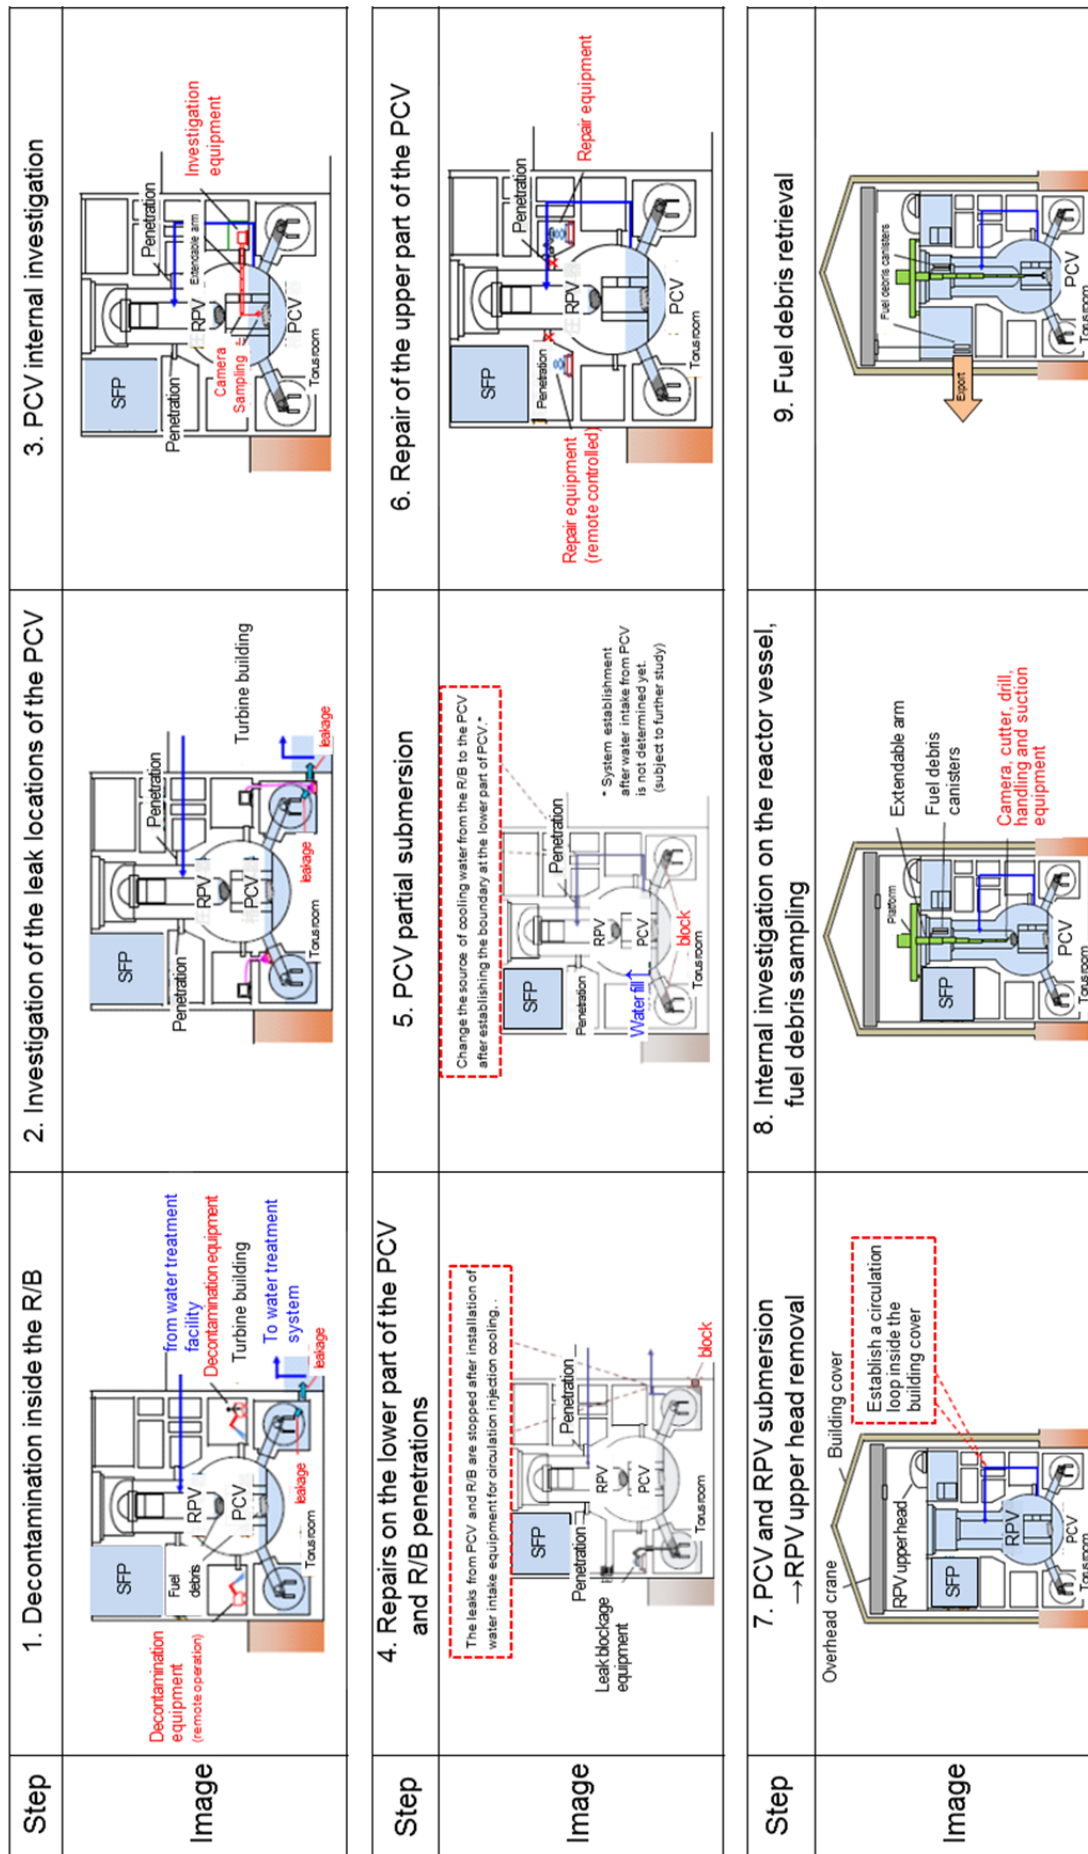 Step
1. Decontamination inside the R/B
2. Investigation of the leak locations of the PCV
3. PCV internal investigation
Image
SFP
Fuel
debris
RPV
PCV
Torus room
leakage
leakage
Decontamination
equipment
(remote operation)
from water treatment
facility
Decontamination equipment
Turbine building
To water treatment
system
SFP
Penetration
Penetration
RPV
PCV
Torus room
leakage
leakage
Turbine building
SFP
Penetration
Penetration
RPV
Extendable arm
Camera
Sampling
PCV
Torus room
Investigation
equipment
4. Repairs on the lower part of the PCV
and R/B penetrations
5. PCV partial submersion
6. Repair of the upper part of the PCV
The leaks from PCV and R/B are stopped after installation of
water intake equipment for circulation injection cooling. .
SFP
Penetration
Penetration
RPV
PCV
Torus room
Leak blockage
equipment
block
Change the source of cooling water from the R/B to the PCV
after establishing the boundary at the lower part of PCV.*
SFP
Penetration
Penetration
RPV
PCV
Water fill
Torus room
block
* System establishment
after water intake from PCV
is not determined yet.
(subject to further study)
SFP
Penetration
Penetration
RPV
PCV
Torus room
Repair equipment
(remote controlled)
Repair equipment
Step
7. PCV and RPV submersion
→RPV upper head removal
8. Internal investigation on the reactor vessel,
fuel debris sampling
9. Fuel debris retrieval
Image
Overhead crane
Building cover
RPV upper head
SFP
RPV
PCV
Torus room
Establish a circulation
loop inside the
building cover
Platform
SFP
PCV
Torus room
Extendable arm
Fuel debris
canisters
Camera, cutter, drill,
handling and suction
equipment
Fuel debris canisters
Export
PCV
Torus room